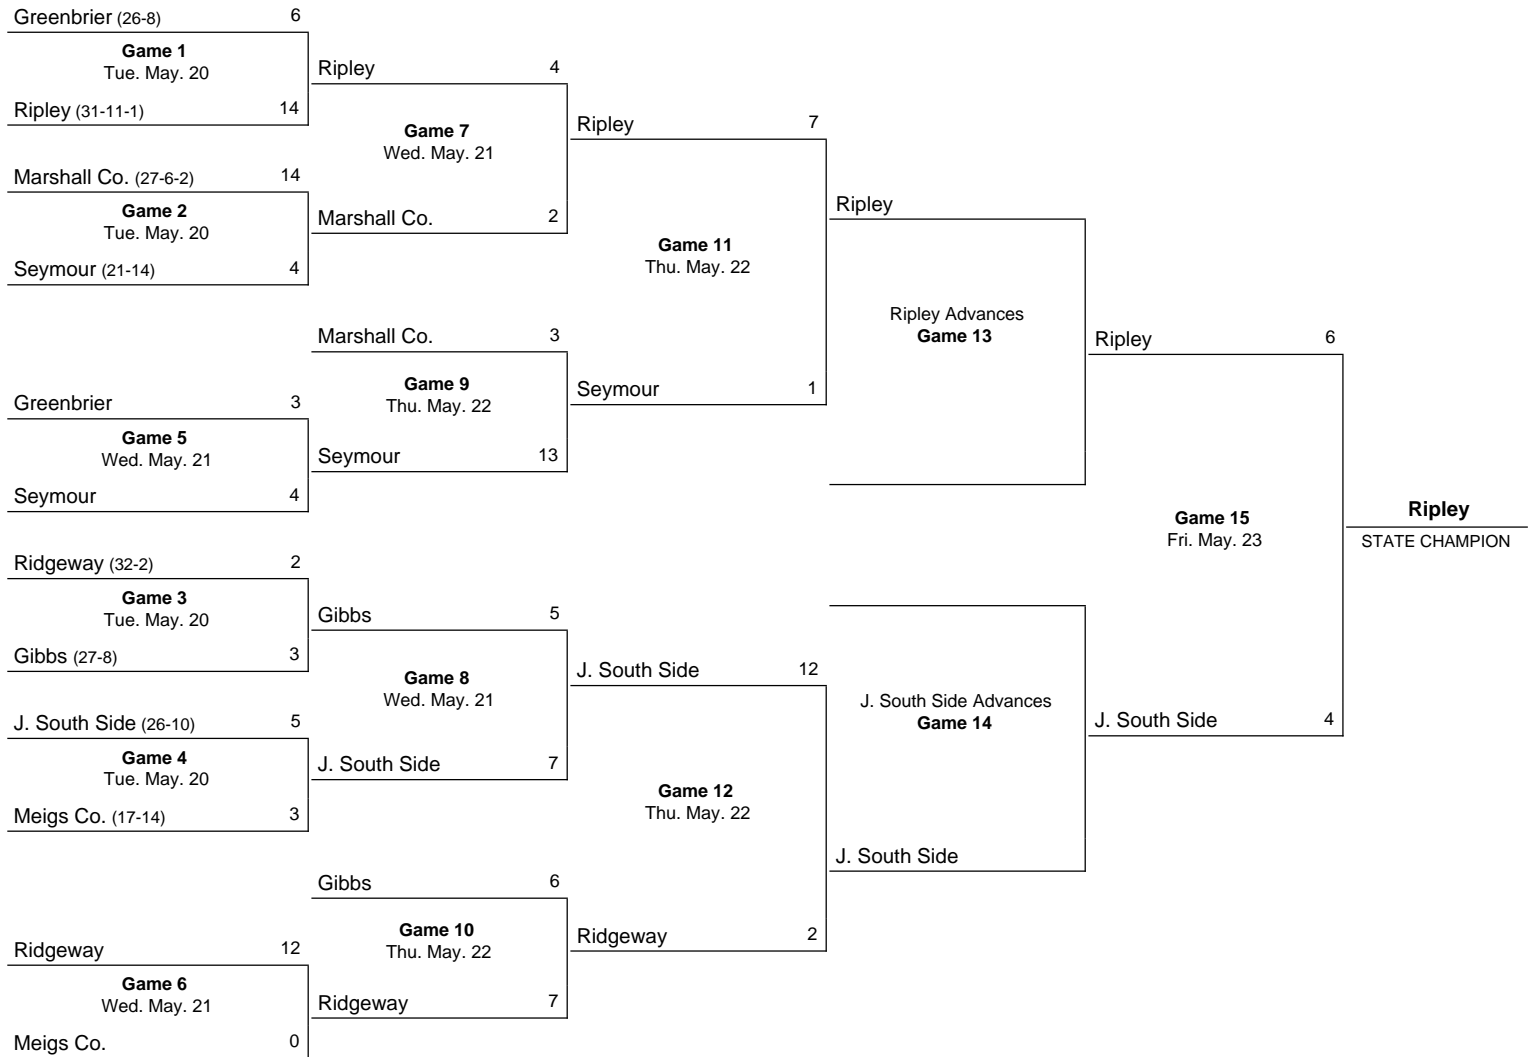 Greenbrier (26-8) 6
Game 1
Tue. May. 20
Ripley (31-11-1) 14
Marshall Co. (27-6-2) 14
Game 2
Tue. May. 20
Seymour (21-14) 4
Greenbrier 3
Game 5
Wed. May. 21
Seymour 4
Ridgeway (32-2) 2
Game 3
Tue. May. 20
Gibbs (27-8) 3
J. South Side (26-10) 5
Game 4
Tue. May. 20
Meigs Co. (17-14) 3
Ridgeway 12
Game 6
Wed. May. 21
Meigs Co. 0
Ripley 4
Game 7
Wed. May. 21
Marshall Co. 2
Marshall Co. 3
Game 9
Thu. May. 22
Seymour 13
Gibbs 5
Game 8
Wed. May. 21
J. South Side 7
Gibbs 6
Game 10
Thu. May. 22
Ridgeway 7
Ripley 7
Game 11
Thu. May. 22
Seymour 1
J. South Side 12
Game 12
Thu. May. 22
Ridgeway 2
Ripley
Ripley Advances
Game 13
J. South Side Advances
Game 14
J. South Side
Ripley 6
Game 15
Fri. May. 23
J. South Side 4
Ripley
STATE CHAMPION